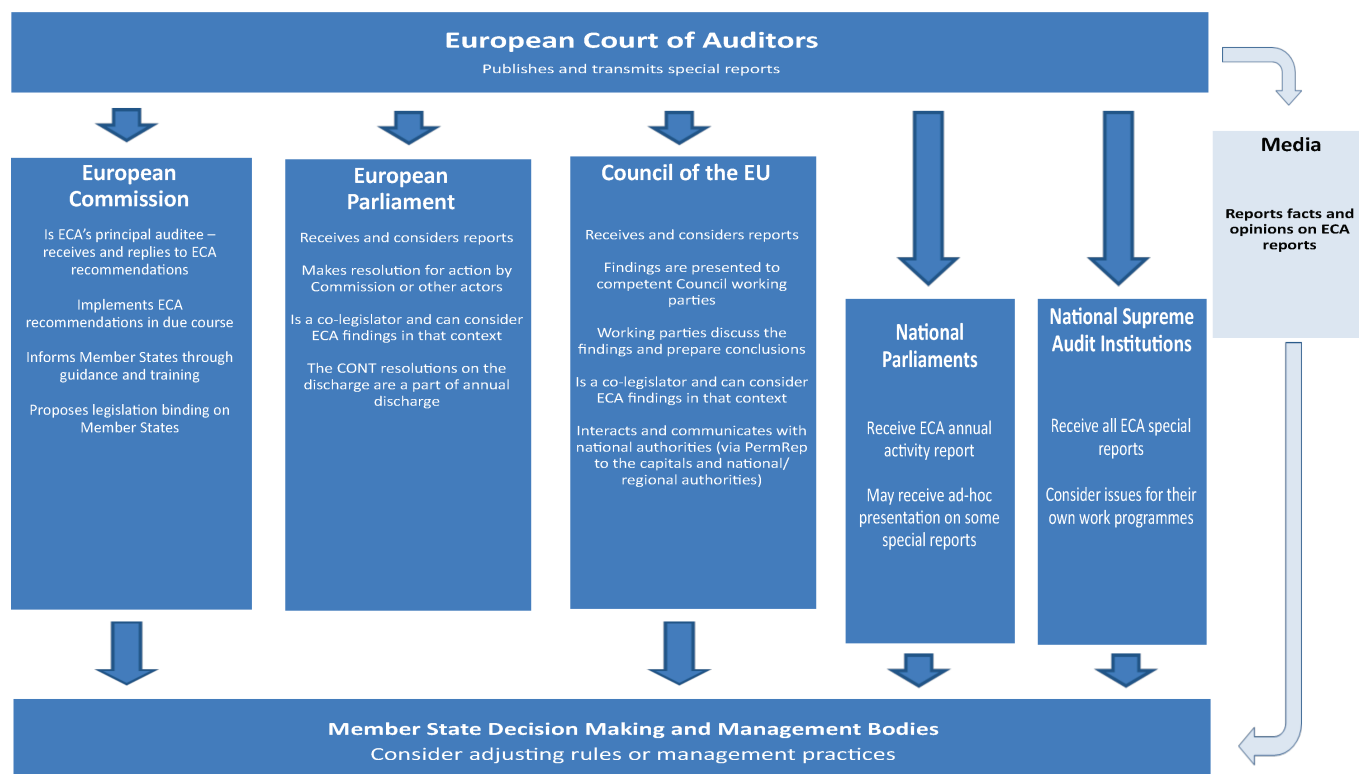 European Court of Auditors
Publishes and transmits special reports
European
Commission
Is ECA’s principal auditee –
receives and replies to ECA
recommendations
Implements ECA
recommendations in due course
Informs Member States through
guidance and training
Proposes legislation binding on
Member States
European
Parliament
Receives and considers reports
Makes resolution for action by
Commission or other actors
Is a co-legislator and can consider
ECA findings in that context
The CONT resolutions on the
discharge are a part of annual
discharge
Council of the EU
Receives and considers reports
Findings are presented to
competent Council working
parties
Working parties discuss the
findings and prepare conclusions
Is a co-legislator and can consider
ECA findings in that context
Interacts and communicates with
national authorities (via PermRep
to the capitals and national/
regional authorities)
National
Parliaments
Receive ECA annual
activity report
May receive ad-hoc
presentation on some
special reports
National Supreme
Audit Institutions
Receive all ECA special
reports
Consider issues for their
own work programmes
Media
Reports facts and
opinions on ECA
reports
Member State Decision Making and Management Bodies
Consider adjusting rules or management practices